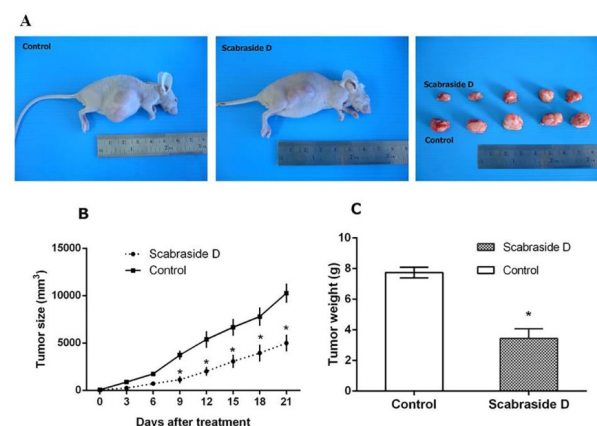 A
Control
Scabraside D
Scabraside D
Control
B
Tumor size (mm³)
15000
10000
5000
0
Scabraside D
Control
*
*
*
*
*
0 3 6 9 12 15 18 21
Days after treatment
C
Tumor weight (g)
8
6
4
2
0
Scabraside D
Control
*
Control Scabraside D